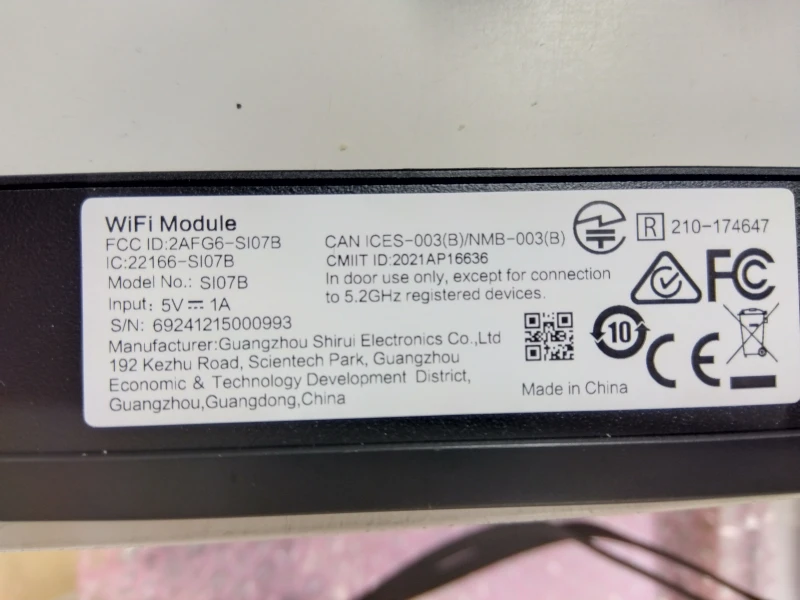 WiFi Module
FCC ID:2AFG6-SI07B
IC:22166-SI07B
Model No.: SI07B
Input: 5V⎓1A
S/N: 69241215000993
Manufacturer:Guangzhou Shirui Electronics Co.,Ltd
192 Kezhu Road, Scientech Park, Guangzhou
Economic & Technology Development District,
Guangzhou,Guangdong,China
CAN ICES-003(B)/NMB-003(B)
CMIIT ID:2021AP16636
In door use only, except for connection
to 5.2GHz registered devices.
R 210-174647
FC
10
CE
Made in China